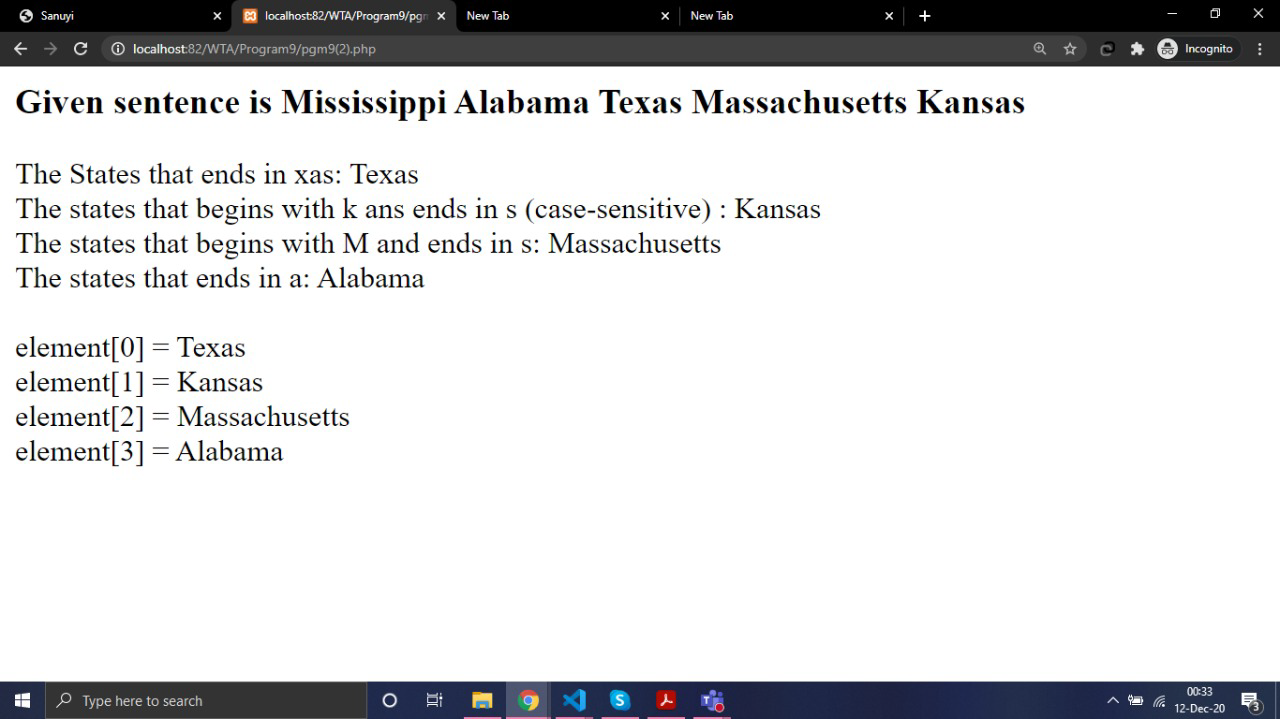 Sanuyi
localhost:82/WTA/Program9/pgm
New Tab
New Tab
localhost:82/WTA/Program9/pgm9(2).php
Incognito
Given sentence is Mississippi Alabama Texas Massachusetts Kansas
The States that ends in xas: Texas
The states that begins with k ans ends in s (case-sensitive) : Kansas
The states that begins with M and ends in s: Massachusetts
The states that ends in a: Alabama
element[0] = Texas
element[1] = Kansas
element[2] = Massachusetts
element[3] = Alabama
Type here to search
00:33
12-Dec-20
3